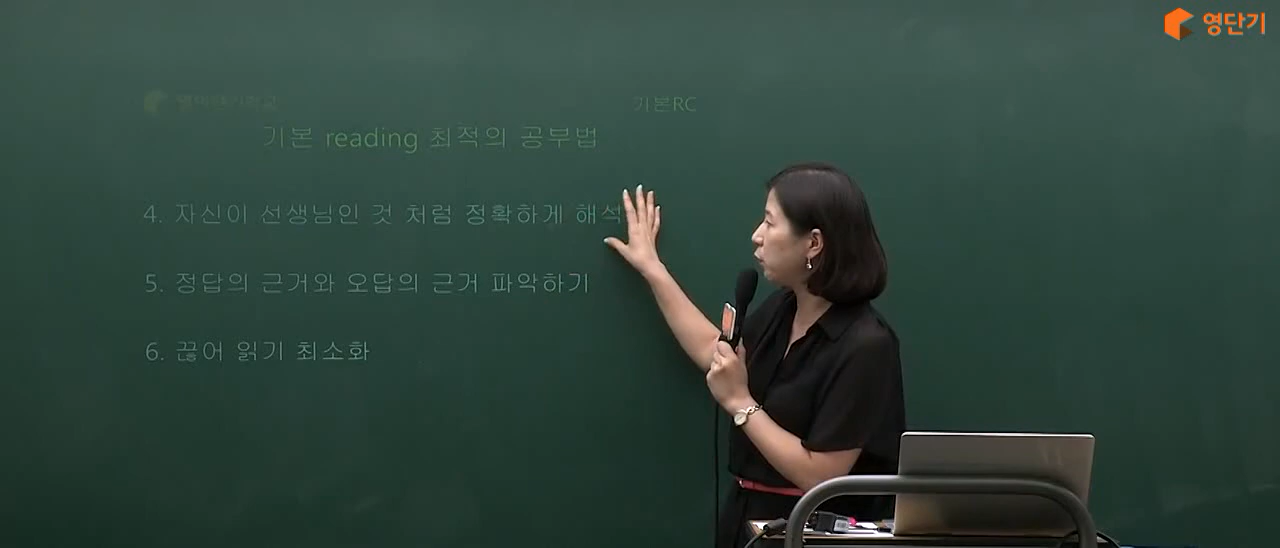 영단기
기본RC
기본 reading 최적의 공부법
4. 자신이 선생님인 것 처럼 정확하게 해석
5. 정답의 근거와 오답의 근거 파악하기
6. 끊어 읽기 최소화